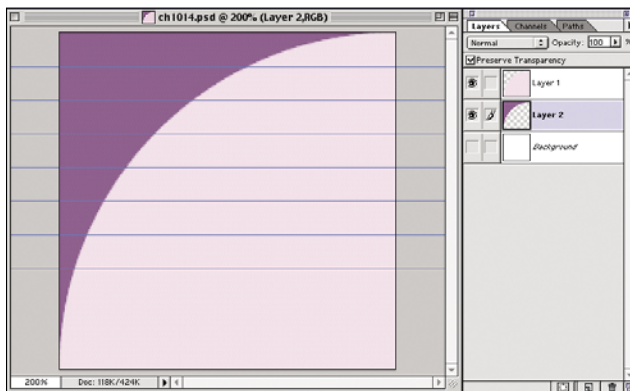 ch1014.psd @ 200% (Layer 2,RGB)
Layers Channels Paths
Normal Opacity: 100 %
Preserve Transparency
Layer 1
Layer 2
Background
200% Doc: 118K/424K